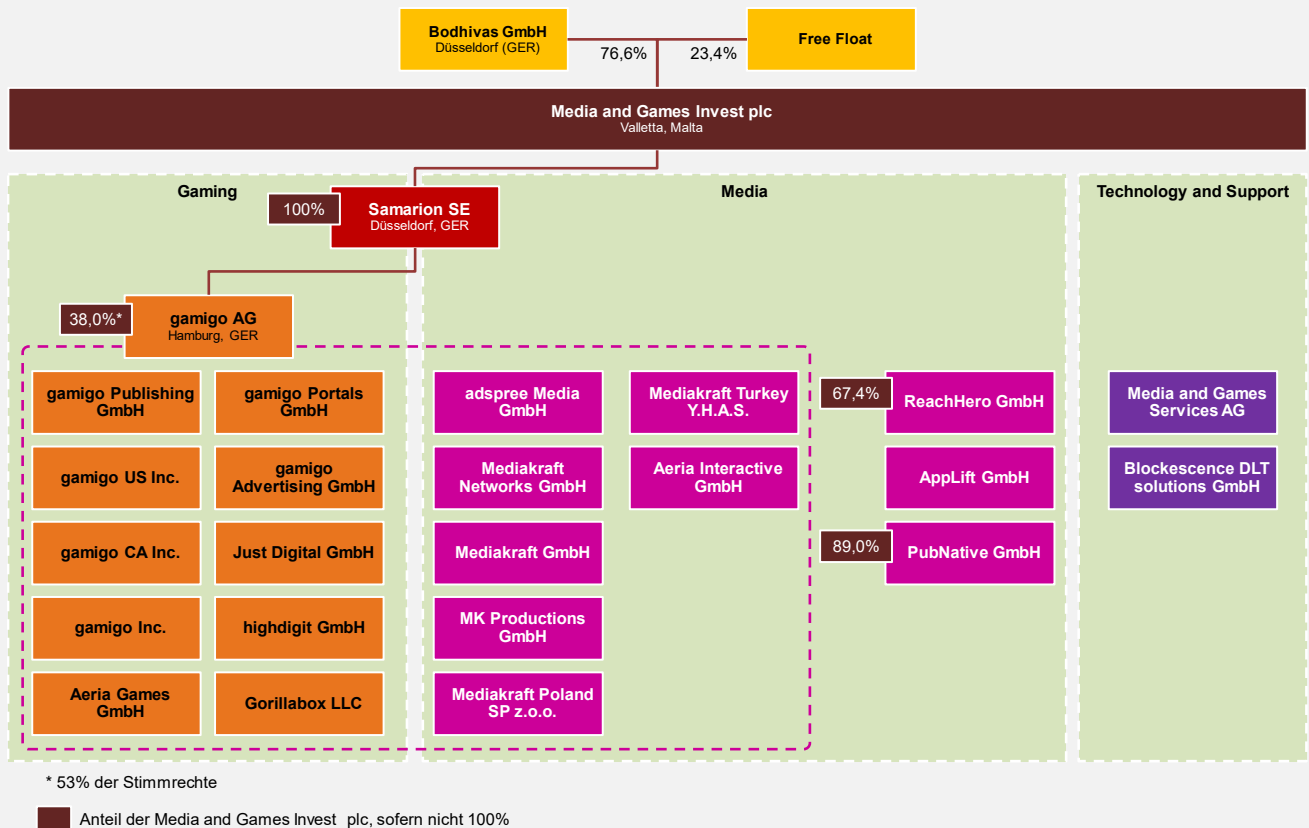 Bodhivas GmbH
Düsseldorf (GER)
76,6%
23,4%
Free Float
Media and Games Invest plc
Valletta, Malta
Gaming
Media
Technology and Support
100%
Samarion SE
Düsseldorf, GER
38,0%*
gamigo AG
Hamburg, GER
gamigo Publishing
GmbH
gamigo Portals
GmbH
adspree Media
GmbH
Mediakraft Turkey
Y.H.A.S.
67,4%
ReachHero GmbH
Media and Games
Services AG
gamigo US Inc.
gamigo
Advertising GmbH
Mediakraft
Networks GmbH
Aeria Interactive
GmbH
AppLift GmbH
Blockescence DLT
solutions GmbH
gamigo CA Inc.
Just Digital GmbH
Mediakraft GmbH
89,0%
PubNative GmbH
gamigo Inc.
highdigit GmbH
MK Productions
GmbH
Aeria Games
GmbH
Gorillabox LLC
Mediakraft Poland
SP z.o.o.
* 53% der Stimmrechte
Anteil der Media and Games Invest plc, sofern nicht 100%